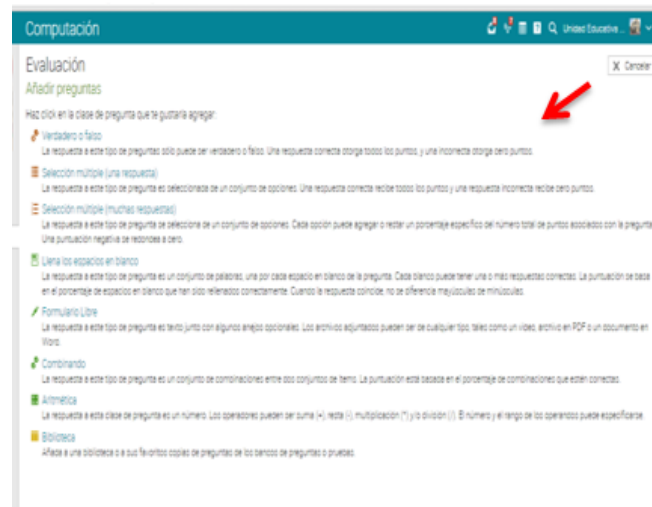 Computación
Unidad Educativa ...
Evaluación
X Cancelar
Añadir preguntas
Haz click en la clase de pregunta que te gustaría agregar:
Verdadero o falso
La respuesta a este tipo de preguntas sólo puede ser verdadero o falso. Una respuesta correcta otorga todos los puntos, y una incorrecta otorga cero puntos.
Selección múltiple (una respuesta)
La respuesta a este tipo de pregunta es seleccionada de un conjunto de opciones. Una respuesta correcta recibe todos los puntos y una respuesta incorrecta recibe cero puntos.
Selección múltiple (muchas respuestas)
La respuesta a este tipo de pregunta se selecciona de un conjunto de opciones. Cada opción puede agregar o restar un porcentaje específico del número total de puntos asociados con la pregunta.
Una puntuación negativa se redondea a cero.
Llena los espacios en blanco
La respuesta a este tipo de pregunta es un conjunto de palabras, una por cada espacio en blanco de la pregunta. Cada blanco puede tener una o más respuestas correctas. La puntuación se basa
en el porcentaje de espacios en blanco que han sido rellenados correctamente. Cuando la respuesta coincide, no se diferencia mayúsculas de minúsculas.
Formulario Libre
La respuesta a este tipo de pregunta es texto junto con algunos anejos opcionales. Los archivos adjuntados pueden ser de cualquier tipo, tales como un video, archivo en PDF o un documento en
Word.
Combinando
La respuesta a este tipo de pregunta es un conjunto de combinaciones entre dos conjuntos de ítems. La puntuación está basada en el porcentaje de combinaciones que estén correctas.
Aritmética
La respuesta a esta clase de pregunta es un número. Los operadores pueden ser suma (+), resta (-), multiplicación (*) y/o división (/). El número y el rango de los operandos puede especificarse.
Biblioteca
Añada a una biblioteca o a sus favoritos copias de preguntas de los bancos de preguntas o pruebas.